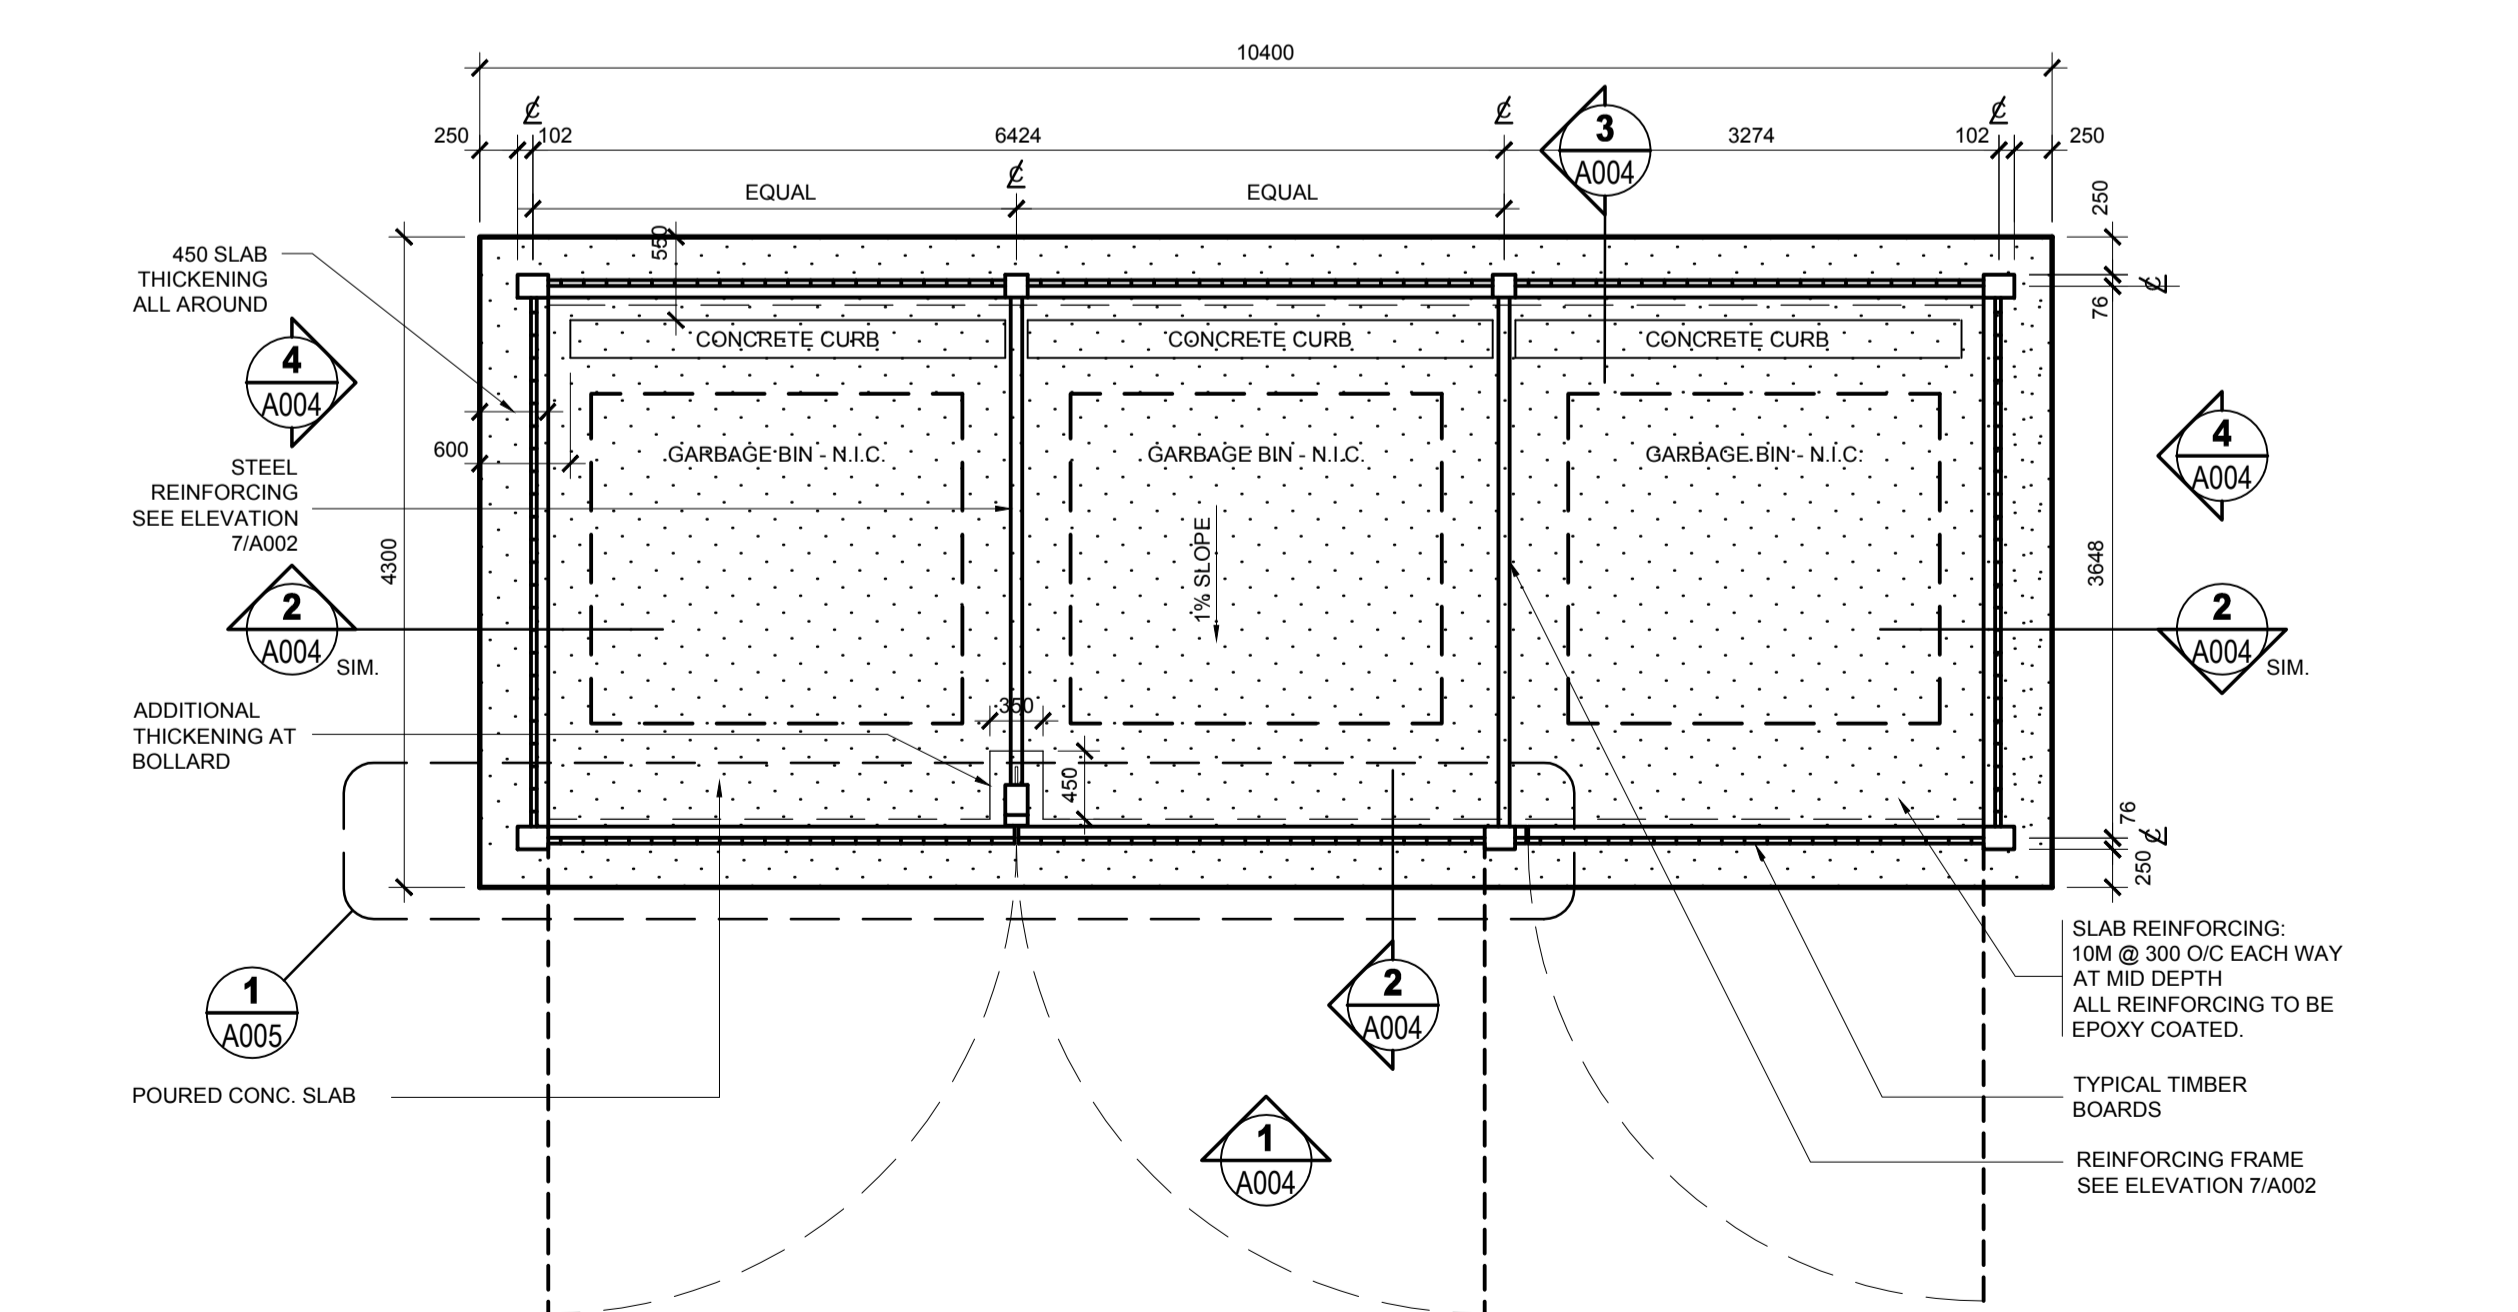 10400
250
102
6424
3274
102
250
EQUAL
EQUAL
3
A004
250
76
550
450 SLAB
THICKENING
ALL AROUND
CONCRETE CURB
CONCRETE CURB
CONCRETE CURB
4
A004
600
GARBAGE BIN - N.I.C.
GARBAGE BIN - N.I.C.
GARBAGE BIN - N.I.C.
4
A004
STEEL
REINFORCING
SEE ELEVATION
7/A002
4300
1% SLOPE
3648
2
A004
SIM.
2
A004
SIM.
350
ADDITIONAL
THICKENING AT
BOLLARD
450
76
250
1
A005
2
A004
SLAB REINFORCING:
10M @ 300 O/C EACH WAY
AT MID DEPTH
ALL REINFORCING TO BE
EPOXY COATED.
POURED CONC. SLAB
TYPICAL TIMBER
BOARDS
1
A004
REINFORCING FRAME
SEE ELEVATION 7/A002